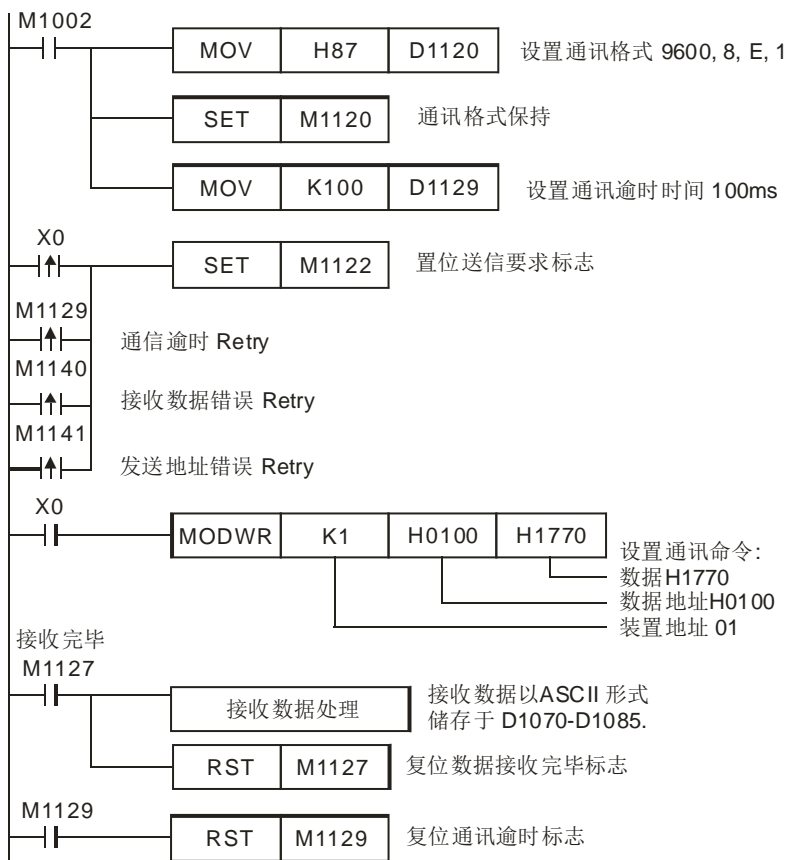 M1002
MOV H87 D1120 设置通讯格式 9600, 8, E, 1
SET M1120 通讯格式保持
MOV K100 D1129 设置通讯逾时时间 100ms
X0
SET M1122 置位送信要求标志
M1129
通信逾时 Retry
M1140
接收数据错误 Retry
M1141
发送地址错误 Retry
X0
MODWR K1 H0100 H1770
设置通讯命令:
数据H1770
数据地址H0100
装置地址 01
接收完毕
M1127
接收数据处理
接收数据以ASCII 形式
储存于 D1070-D1085.
RST M1127 复位数据接收完毕标志
M1129
RST M1129 复位通讯逾时标志